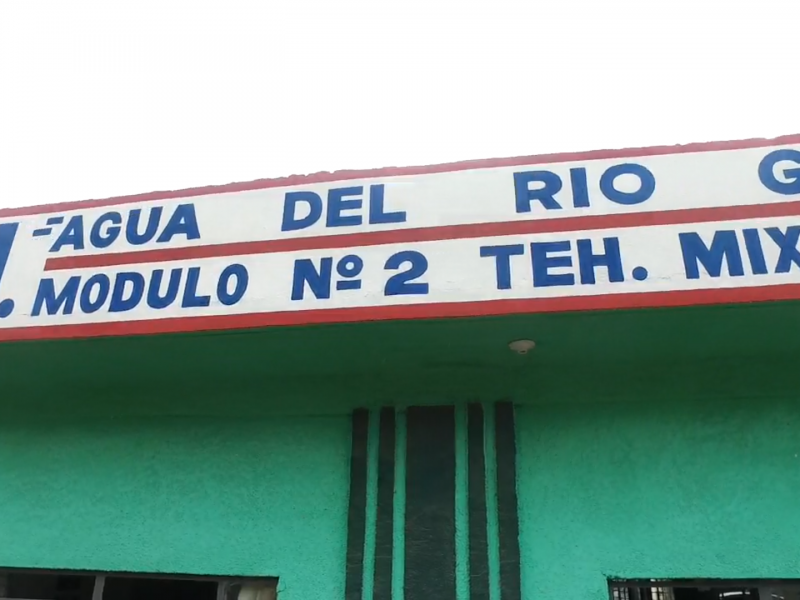 AGUA DEL RIO G
MODULO Nº 2 TEH. MIX